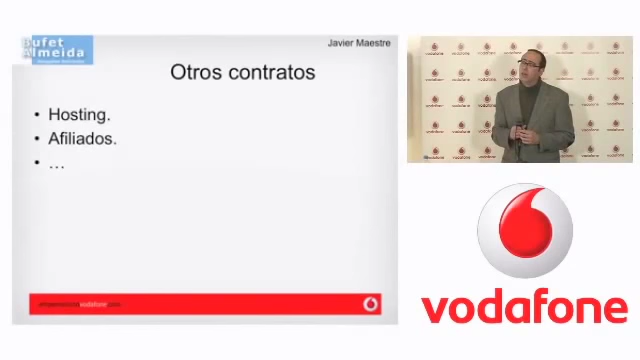 Bufet
Almeida
Javier Maestre
Otros contratos
• Hosting.
• Afiliados.
• …
vodafone